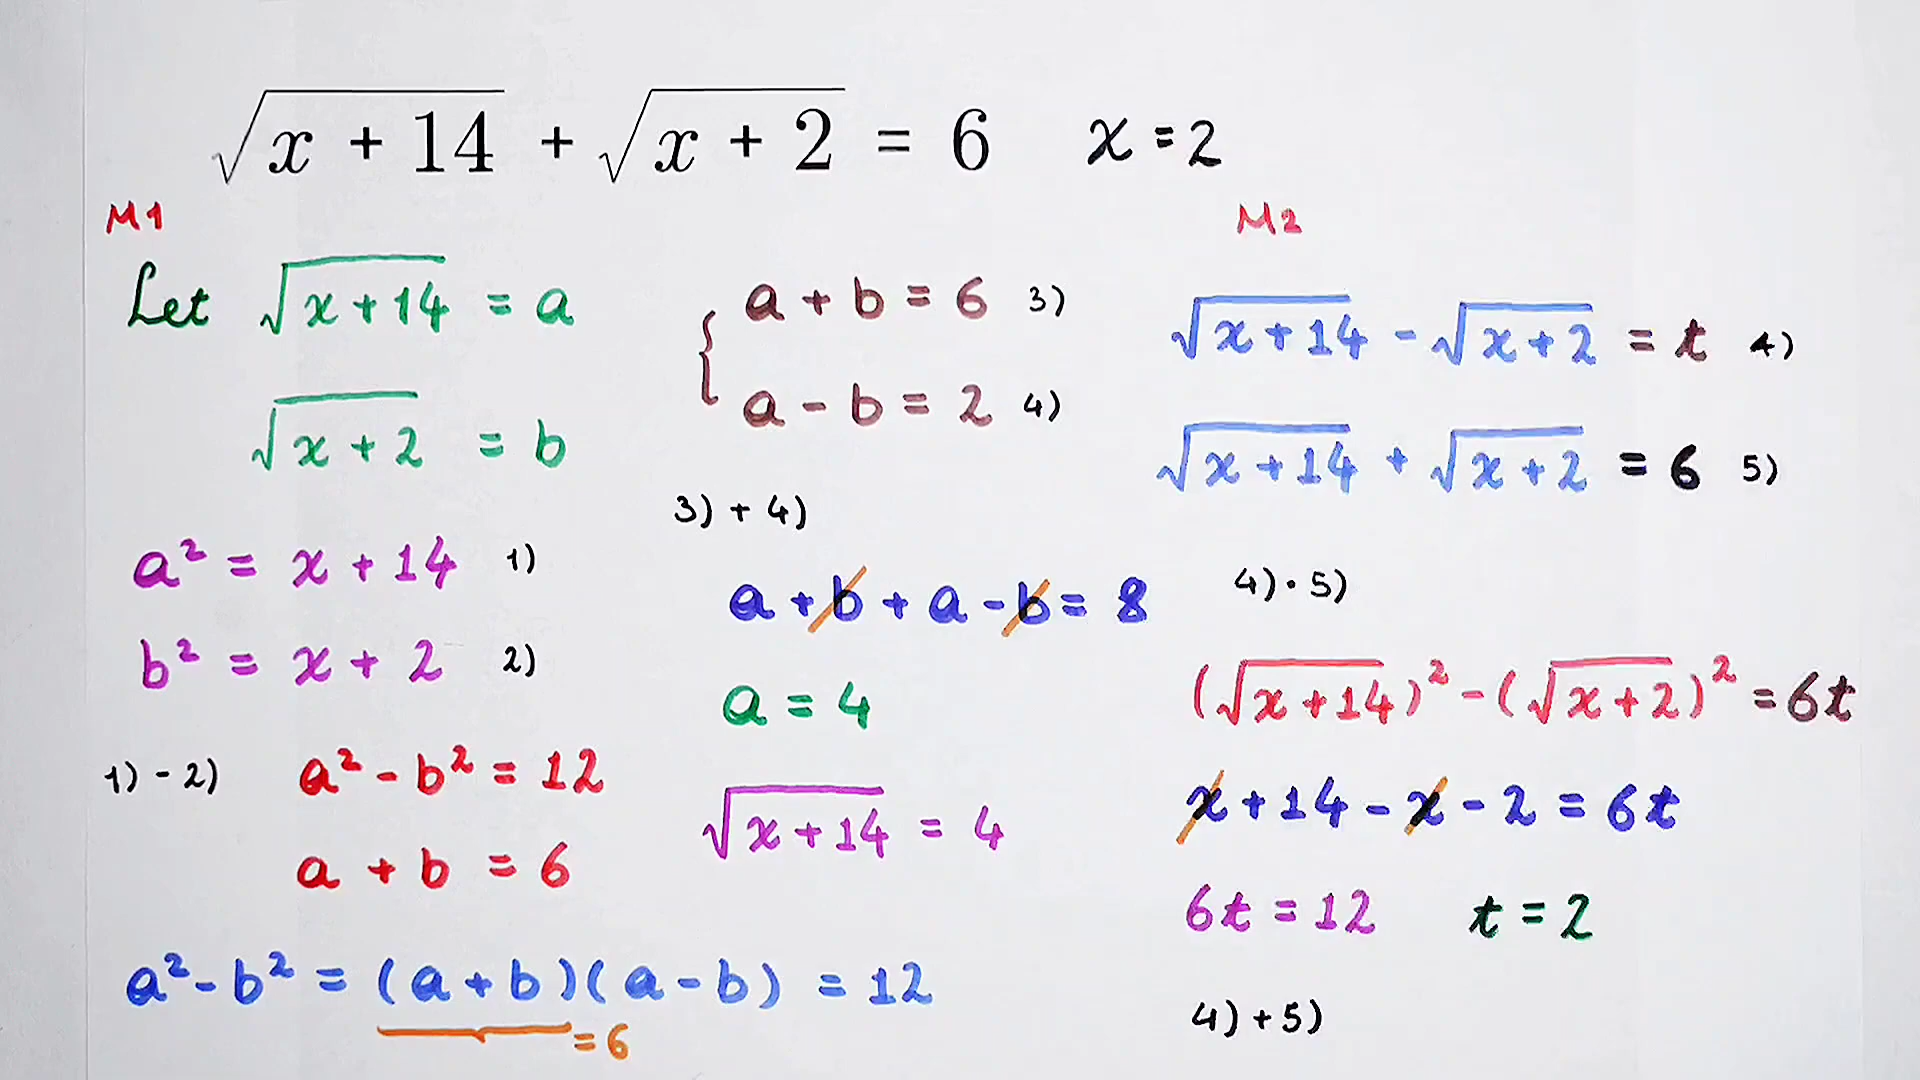 √(x + 14) + √(x + 2) = 6   x = 2
M1
Let √(x + 14) = a
√(x + 2) = b
a² = x + 14   1)
b² = x + 2   2)
1) - 2)   a² - b² = 12
a + b = 6
a² - b² = (a + b)(a - b) = 12
= 6
a + b = 6   3)
a - b = 2   4)
3) + 4)
a + b + a - b = 8
a = 4
√(x + 14) = 4
M2
√(x + 14) - √(x + 2) = t   4)
√(x + 14) + √(x + 2) = 6   5)
4) · 5)
(√(x + 14))² - (√(x + 2))² = 6t
x + 14 - x - 2 = 6t
6t = 12   t = 2
4) + 5)